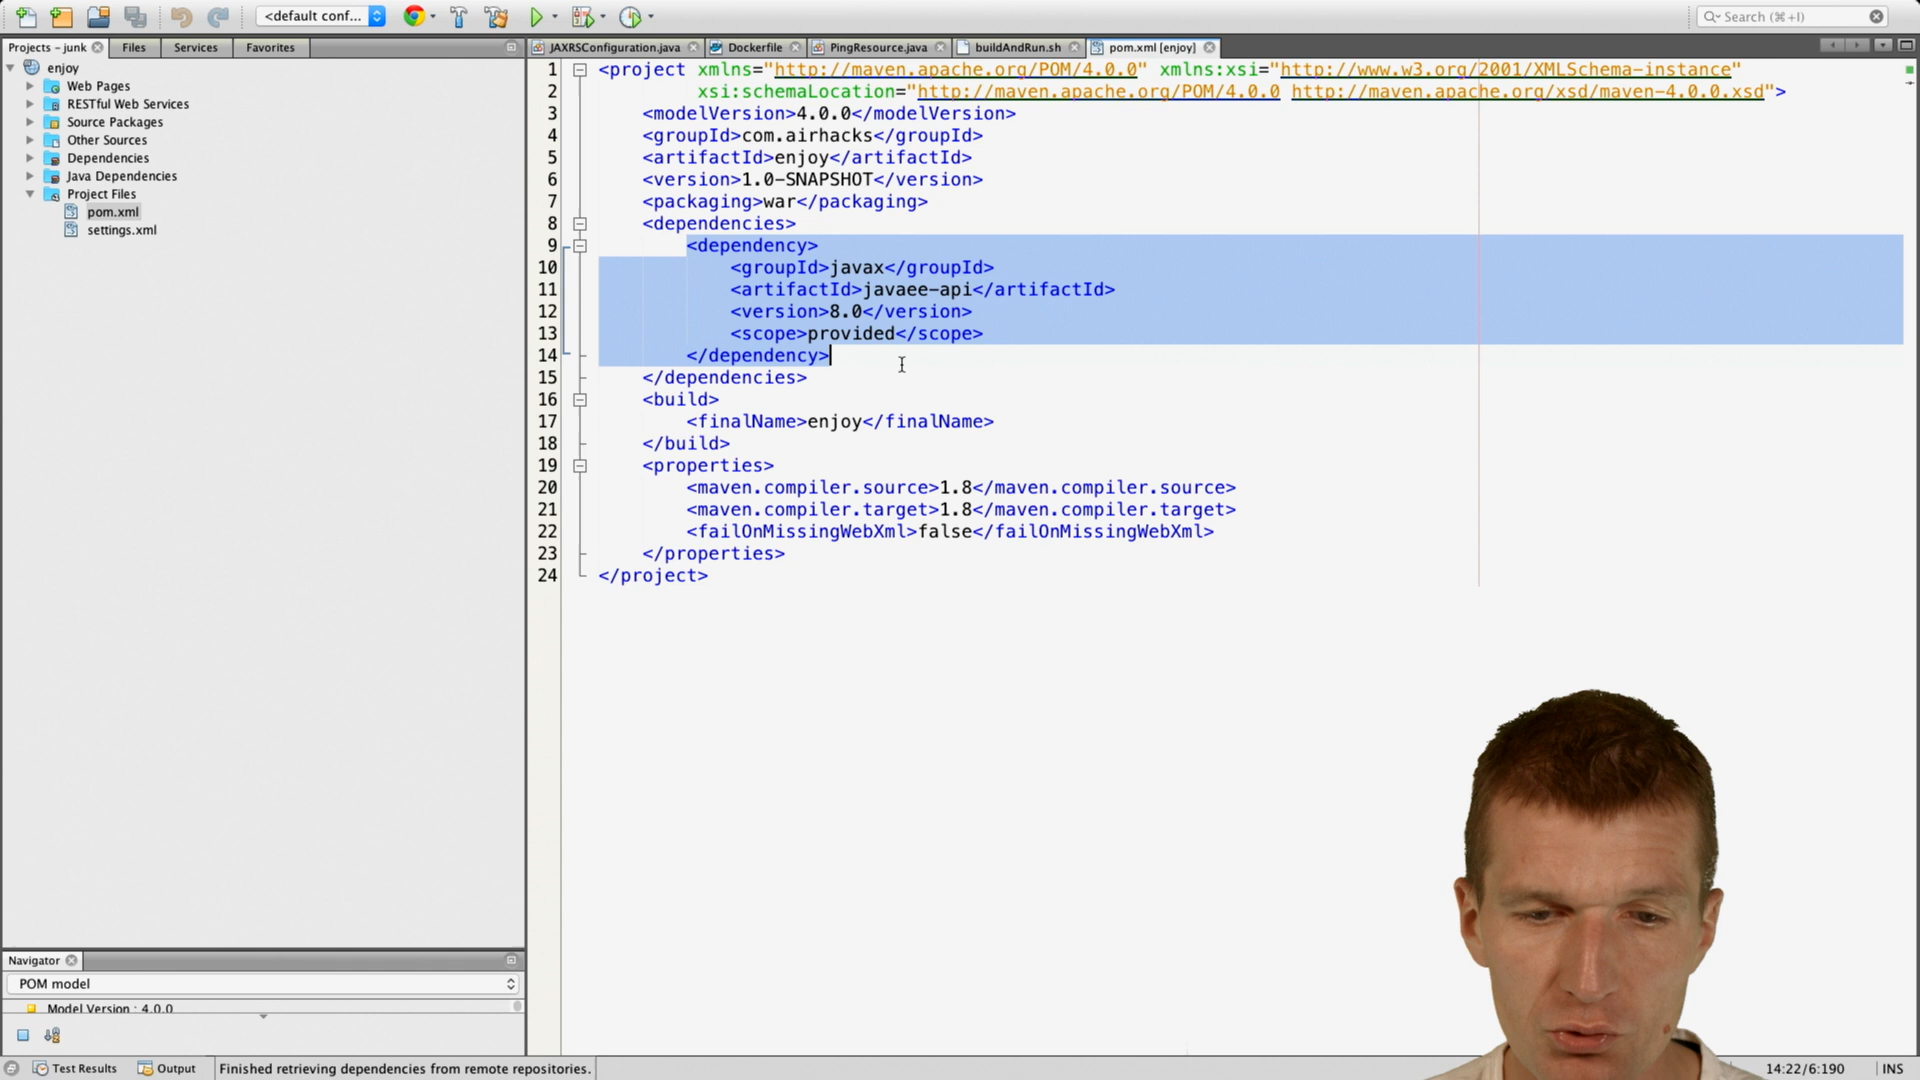 <default conf...
Search (⌘+I)
Projects – junk
Files
Services
Favorites
JAXRSConfiguration.java
Dockerfile
PingResource.java
buildAndRun.sh
pom.xml [enjoy]
enjoy
Web Pages
RESTful Web Services
Source Packages
Other Sources
Dependencies
Java Dependencies
Project Files
pom.xml
settings.xml
1 <project xmlns="http://maven.apache.org/POM/4.0.0" xmlns:xsi="http://www.w3.org/2001/XMLSchema-instance"
2 xsi:schemaLocation="http://maven.apache.org/POM/4.0.0 http://maven.apache.org/xsd/maven-4.0.0.xsd">
3 <modelVersion>4.0.0</modelVersion>
4 <groupId>com.airhacks</groupId>
5 <artifactId>enjoy</artifactId>
6 <version>1.0-SNAPSHOT</version>
7 <packaging>war</packaging>
8 <dependencies>
9 <dependency>
10 <groupId>javax</groupId>
11 <artifactId>javaee-api</artifactId>
12 <version>8.0</version>
13 <scope>provided</scope>
14 </dependency>
15 </dependencies>
16 <build>
17 <finalName>enjoy</finalName>
18 </build>
19 <properties>
20 <maven.compiler.source>1.8</maven.compiler.source>
21 <maven.compiler.target>1.8</maven.compiler.target>
22 <failOnMissingWebXml>false</failOnMissingWebXml>
23 </properties>
24 </project>
Navigator
POM model
Model Version : 4.0.0
Test Results
Output
Finished retrieving dependencies from remote repositories.
14:22/6:190
INS